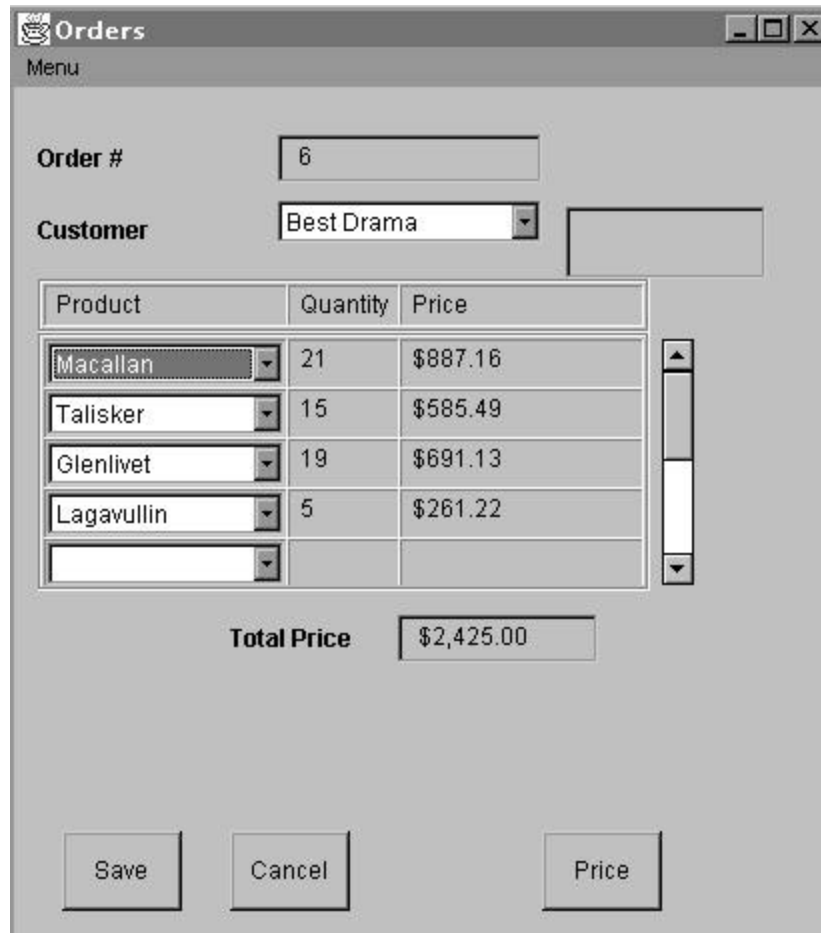 Orders
Menu
Order # 6
Customer Best Drama
Product Quantity Price
Macallan 21 $887.16
Talisker 15 $585.49
Glenlivet 19 $691.13
Lagavullin 5 $261.22
Total Price $2,425.00
Save Cancel Price